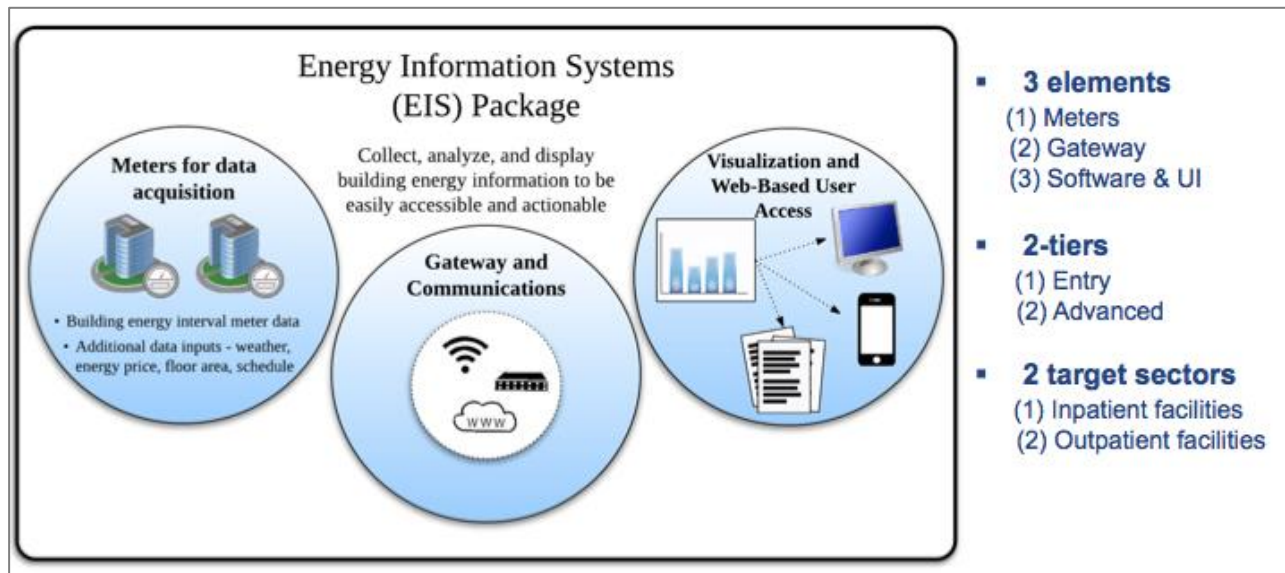 Energy Information Systems
(EIS) Package
Collect, analyze, and display
building energy information to be
easily accessible and actionable
Meters for data
acquisition
• Building energy interval meter data
• Additional data inputs - weather,
energy price, floor area, schedule
Gateway and
Communications
WWW
Visualization and
Web-Based User
Access
▪ 3 elements
(1) Meters
(2) Gateway
(3) Software & UI
▪ 2-tiers
(1) Entry
(2) Advanced
▪ 2 target sectors
(1) Inpatient facilities
(2) Outpatient facilities